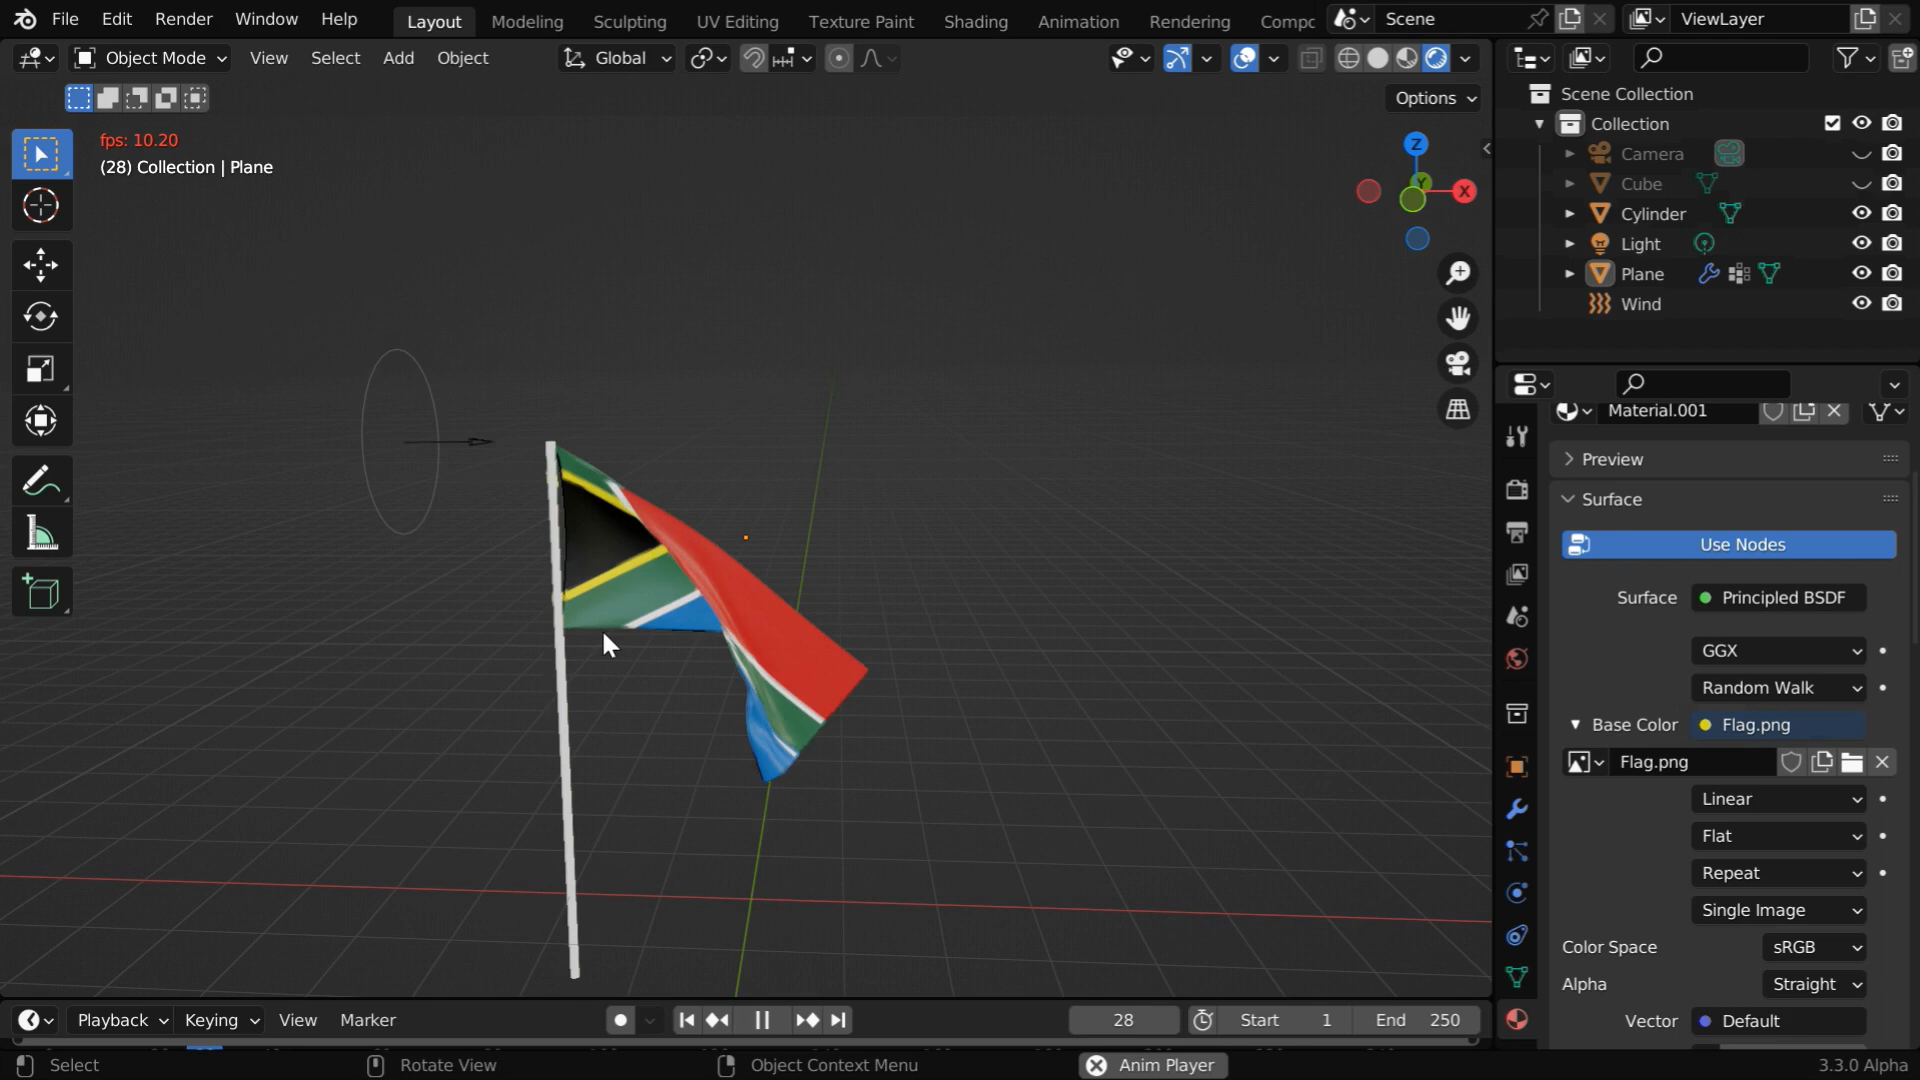 File Edit Render Window Help Layout Modeling Sculpting UV Editing Texture Paint Shading Animation Rendering Compc Scene ViewLayer
Object Mode View Select Add Object Global
Options
fps: 10.20
(28) Collection | Plane
Z
Y
X
Scene Collection
Collection
Camera
Cube
Cylinder
Light
Plane
Wind
Material.001
Preview
Surface
Use Nodes
Surface Principled BSDF
GGX
Random Walk
Base Color Flag.png
Flag.png
Linear
Flat
Repeat
Single Image
Color Space sRGB
Alpha Straight
Vector Default
Playback Keying View Marker 28 Start 1 End 250
Select Rotate View Object Context Menu Anim Player 3.3.0 Alpha